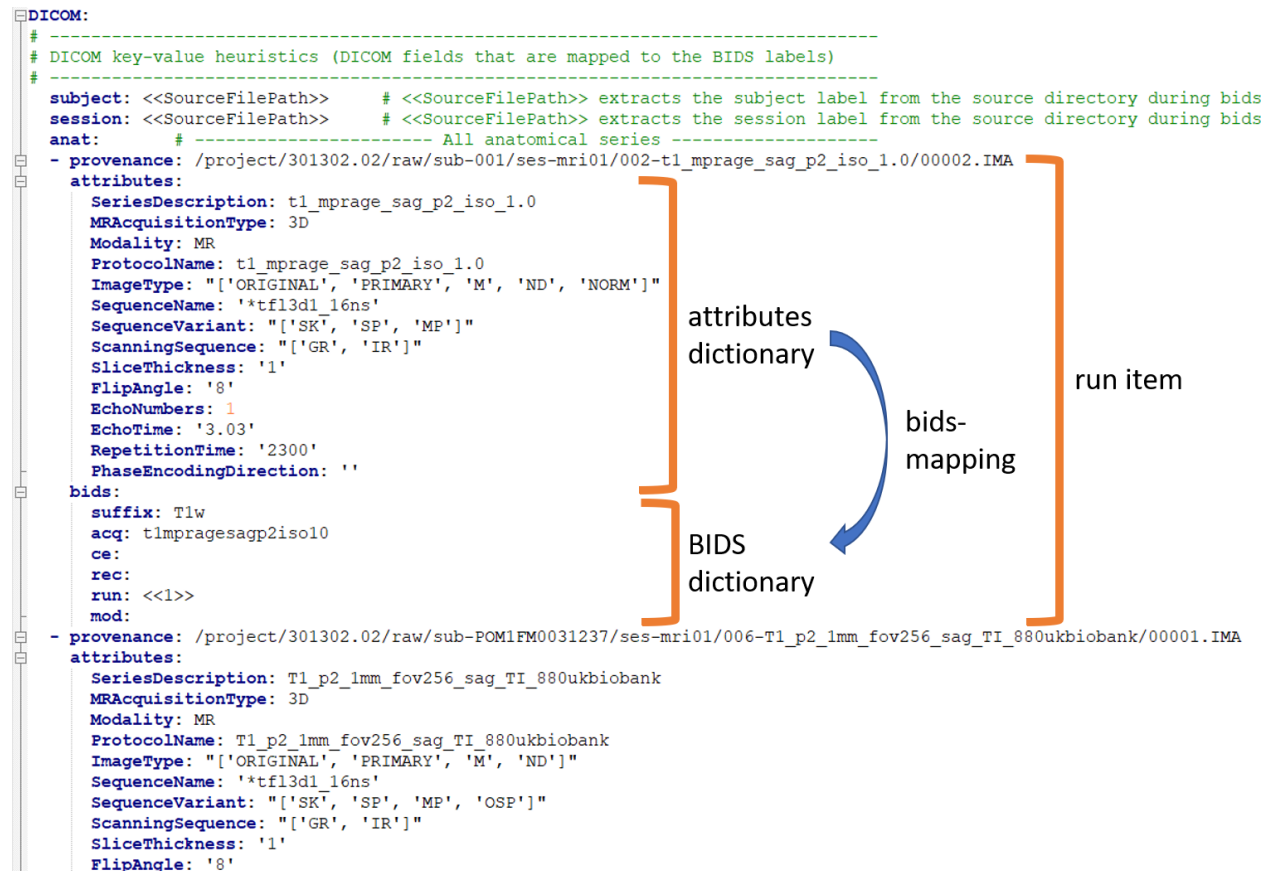 DICOM:
# --------------------------------------------------------------------------------
# DICOM key-value heuristics (DICOM fields that are mapped to the BIDS labels)
# --------------------------------------------------------------------------------
subject: <<SourceFilePath>> # <<SourceFilePath>> extracts the subject label from the source directory during bids
session: <<SourceFilePath>> # <<SourceFilePath>> extracts the session label from the source directory during bids
anat: # ----------------------- All anatomical series --------------------
- provenance: /project/301302.02/raw/sub-001/ses-mri01/002-t1_mprage_sag_p2_iso_1.0/00002.IMA
attributes:
SeriesDescription: t1_mprage_sag_p2_iso_1.0
MRAcquisitionType: 3D
Modality: MR
ProtocolName: t1_mprage_sag_p2_iso_1.0
ImageType: "['ORIGINAL', 'PRIMARY', 'M', 'ND', 'NORM']"
SequenceName: '*tfl3d1_16ns'
SequenceVariant: "['SK', 'SP', 'MP']"
ScanningSequence: "['GR', 'IR']"
SliceThickness: '1'
FlipAngle: '8'
EchoNumbers: 1
EchoTime: '3.03'
RepetitionTime: '2300'
PhaseEncodingDirection: ''
attributes
dictionary
run item
bids-
mapping
bids:
suffix: T1w
acq: t1mpragesagp2iso10
ce:
rec:
run: <<1>>
mod:
BIDS
dictionary
- provenance: /project/301302.02/raw/sub-POM1FM0031237/ses-mri01/006-T1_p2_1mm_fov256_sag_TI_880ukbiobank/00001.IMA
attributes:
SeriesDescription: T1_p2_1mm_fov256_sag_TI_880ukbiobank
MRAcquisitionType: 3D
Modality: MR
ProtocolName: T1_p2_1mm_fov256_sag_TI_880ukbiobank
ImageType: "['ORIGINAL', 'PRIMARY', 'M', 'ND']"
SequenceName: '*tfl3d1_16ns'
SequenceVariant: "['SK', 'SP', 'MP', 'OSP']"
ScanningSequence: "['GR', 'IR']"
SliceThickness: '1'
FlipAngle: '8'